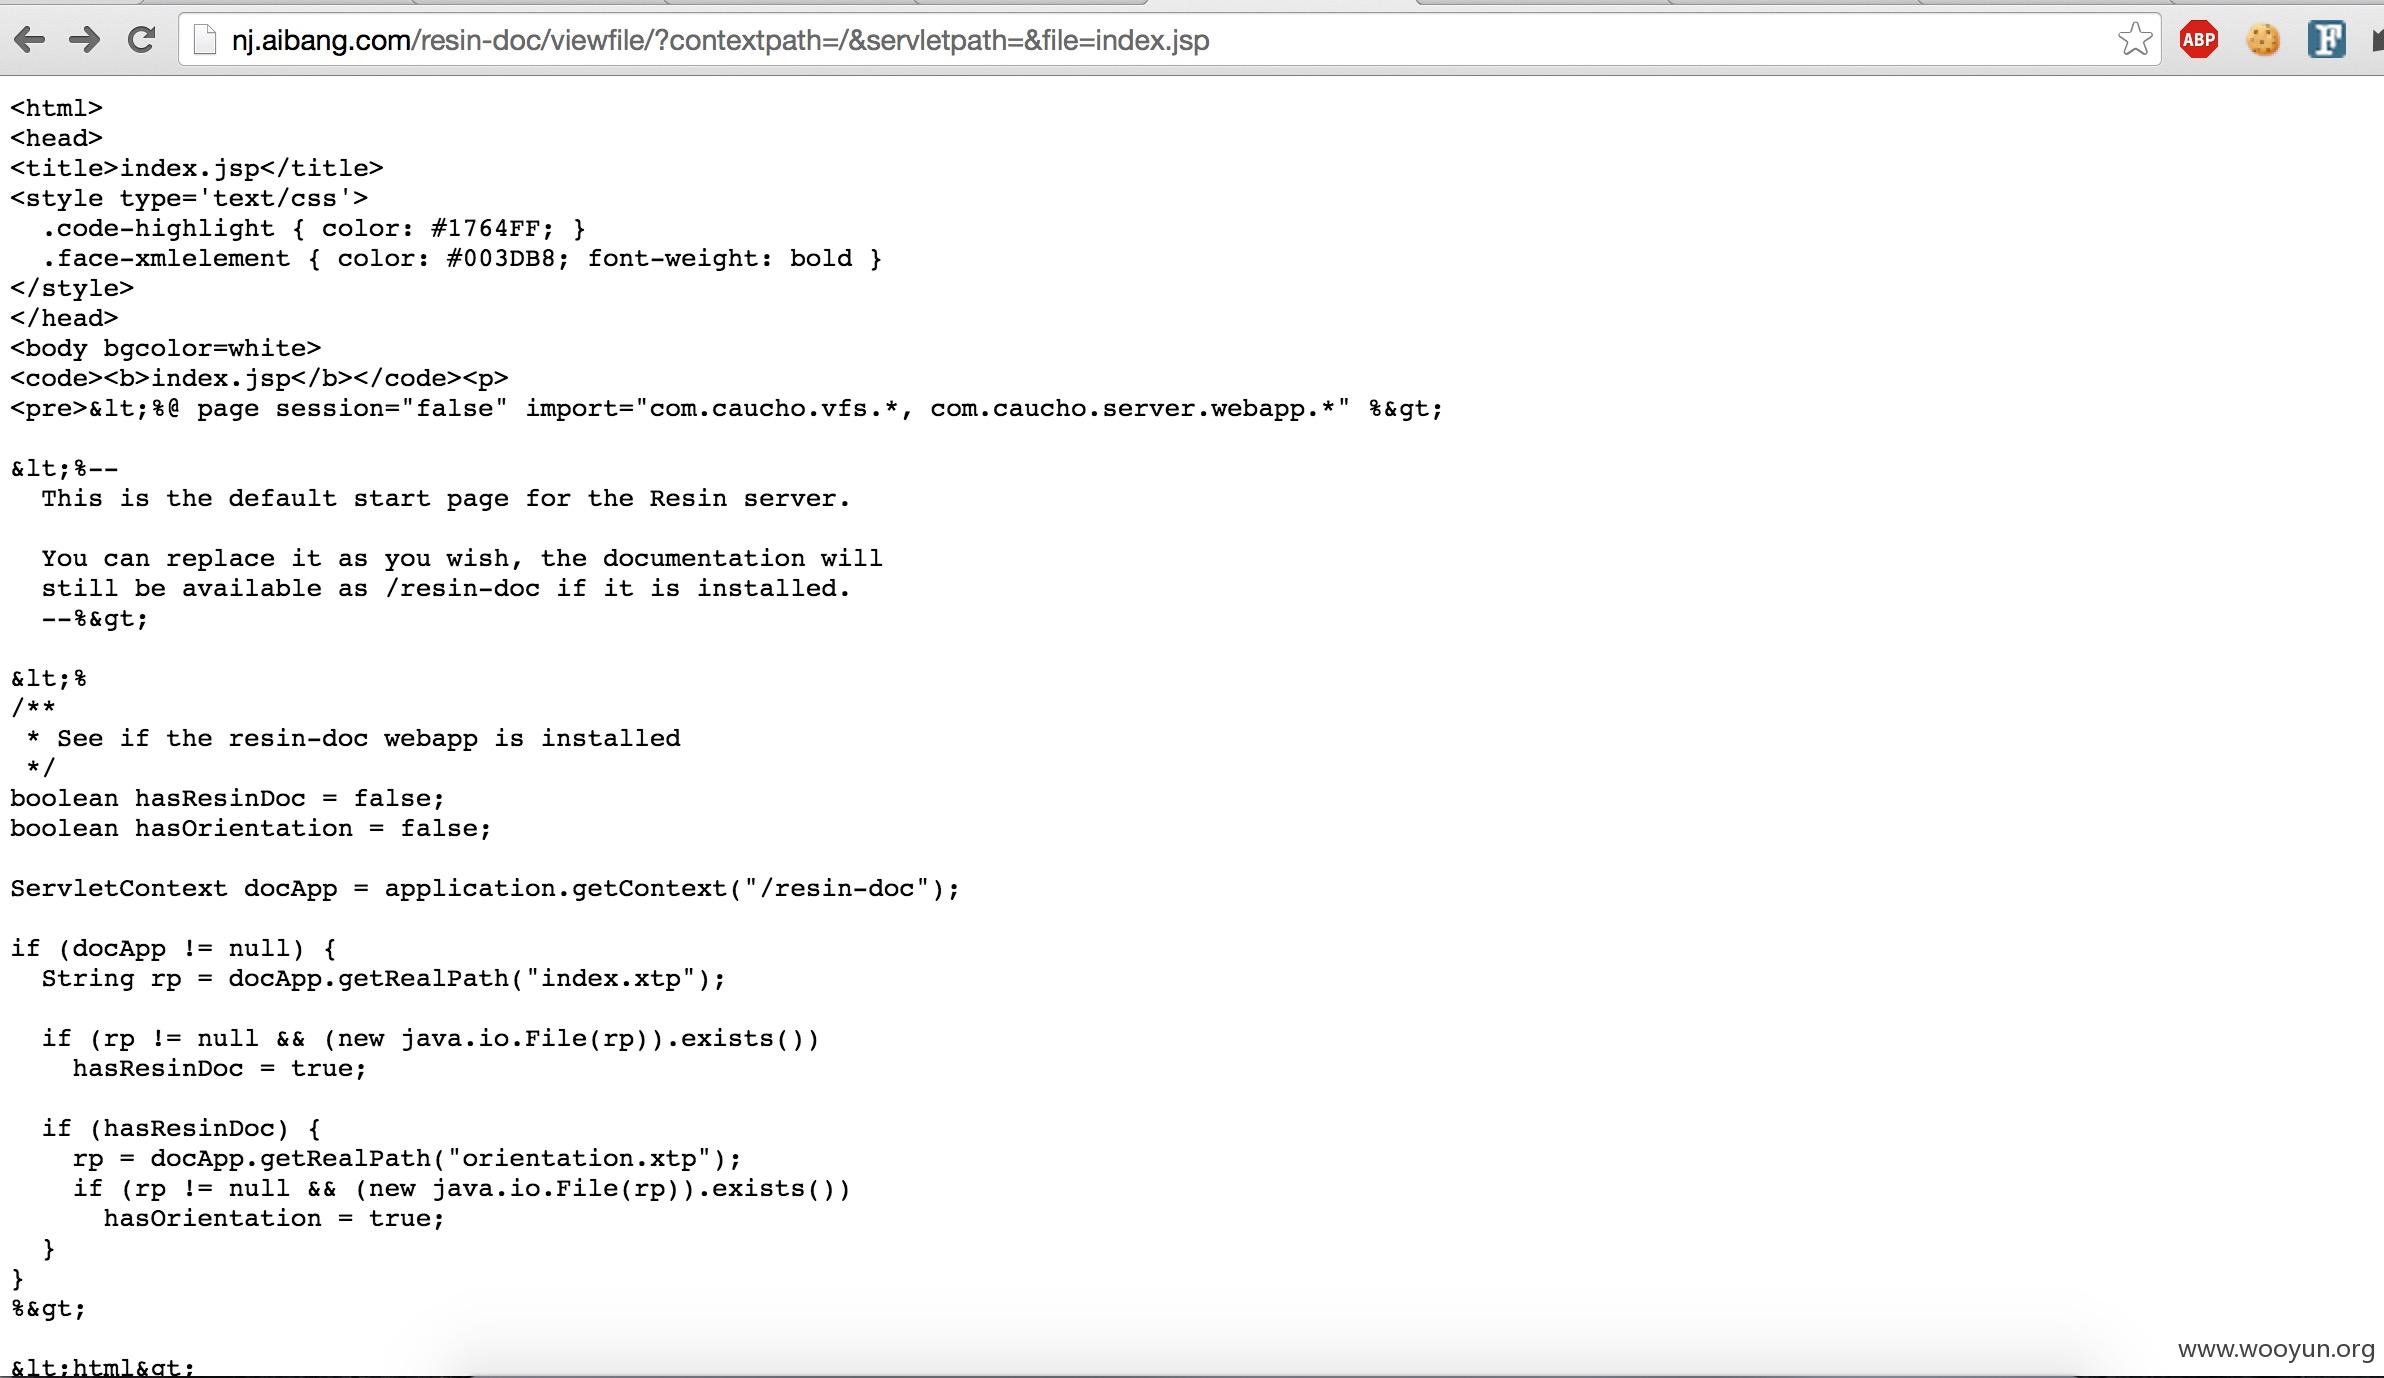 nj.aibang.com/resin-doc/viewfile/?contextpath=/&servletpath=&file=index.jsp
ABP
F
<html>
<head>
<title>index.jsp</title>
<style type='text/css'>
  .code-highlight { color: #1764FF; }
  .face-xmlelement { color: #003DB8; font-weight: bold }
</style>
</head>
<body bgcolor=white>
<code><b>index.jsp</b></code><p>
<pre>&lt;%@ page session="false" import="com.caucho.vfs.*, com.caucho.server.webapp.*" %&gt;
&lt;%--
  This is the default start page for the Resin server.
  You can replace it as you wish, the documentation will
  still be available as /resin-doc if it is installed.
  --%&gt;
&lt;%
/**
 * See if the resin-doc webapp is installed
 */
boolean hasResinDoc = false;
boolean hasOrientation = false;
ServletContext docApp = application.getContext("/resin-doc");
if (docApp != null) {
  String rp = docApp.getRealPath("index.xtp");
  if (rp != null && (new java.io.File(rp)).exists())
    hasResinDoc = true;
  if (hasResinDoc) {
    rp = docApp.getRealPath("orientation.xtp");
    if (rp != null && (new java.io.File(rp)).exists())
      hasOrientation = true;
  }
}
%&gt;
&lt;html&gt;
www.wooyun.org